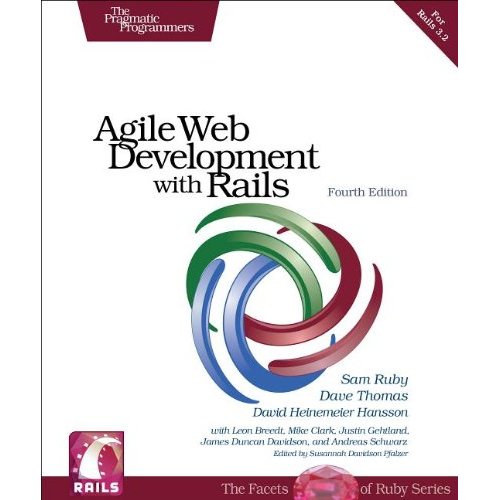 The
Pragmatic
Programmers
For
Rails 3.2
Agile Web
Development
with Rails
Fourth Edition
Sam Ruby
Dave Thomas
David Heinemeier Hansson
with Leon Breedt, Mike Clark, Justin Gehtland,
James Duncan Davidson, and Andreas Schwarz
Edited by Susannah Davidson Pfalzer
RAILS
The Facets of Ruby Series